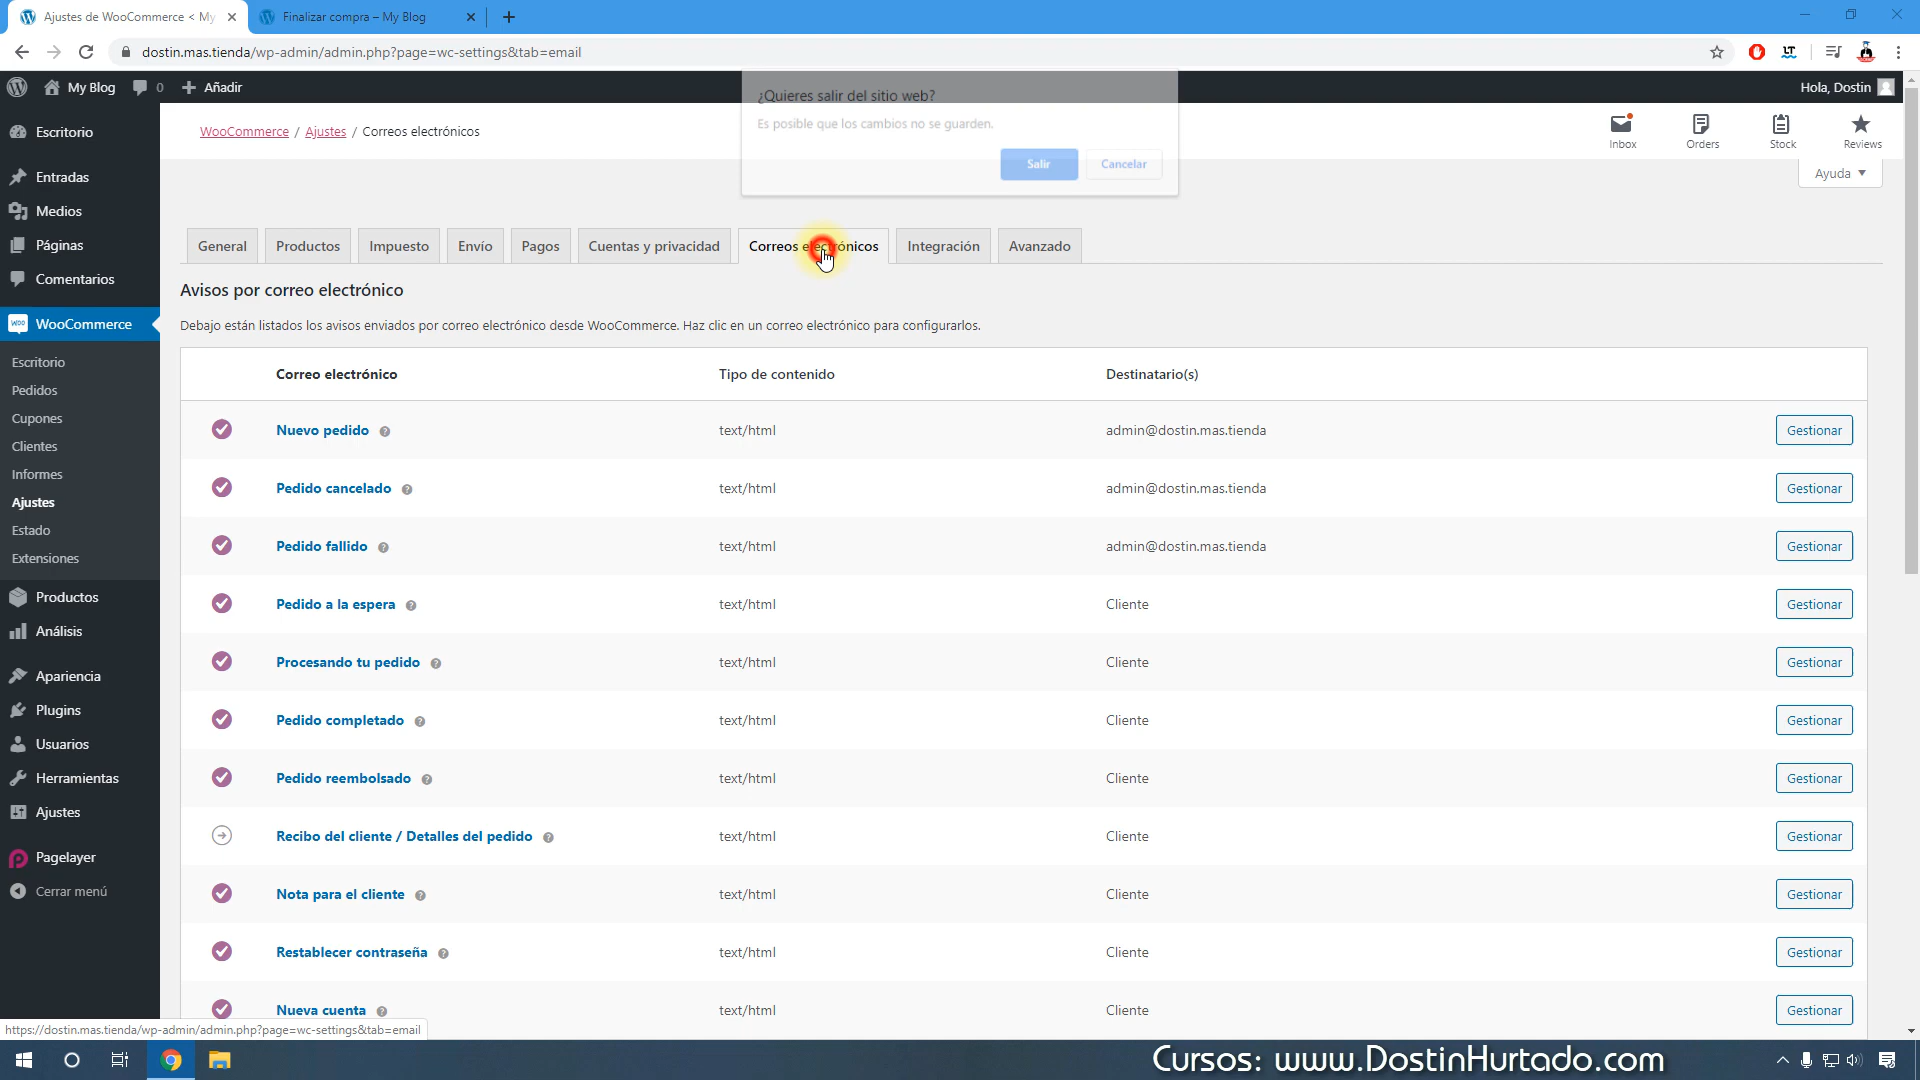 Ajustes de WooCommerce < My
Finalizar compra – My Blog
dostin.mas.tienda/wp-admin/admin.php?page=wc-settings&tab=email
My Blog
0
Añadir
Hola, Dostin
¿Quieres salir del sitio web?
Es posible que los cambios no se guarden.
Salir
Cancelar
WooCommerce / Ajustes / Correos electrónicos
Inbox
Orders
Stock
Reviews
Ayuda
Escritorio
Entradas
Medios
Páginas
Comentarios
WooCommerce
Escritorio
Pedidos
Cupones
Clientes
Informes
Ajustes
Estado
Extensiones
Productos
Análisis
Apariencia
Plugins
Usuarios
Herramientas
Ajustes
Pagelayer
Cerrar menú
General
Productos
Impuesto
Envío
Pagos
Cuentas y privacidad
Correos electrónicos
Integración
Avanzado
Avisos por correo electrónico
Debajo están listados los avisos enviados por correo electrónico desde WooCommerce. Haz clic en un correo electrónico para configurarlos.
Correo electrónico Tipo de contenido Destinatario(s)
Nuevo pedido text/html admin@dostin.mas.tienda Gestionar
Pedido cancelado text/html admin@dostin.mas.tienda Gestionar
Pedido fallido text/html admin@dostin.mas.tienda Gestionar
Pedido a la espera text/html Cliente Gestionar
Procesando tu pedido text/html Cliente Gestionar
Pedido completado text/html Cliente Gestionar
Pedido reembolsado text/html Cliente Gestionar
Recibo del cliente / Detalles del pedido text/html Cliente Gestionar
Nota para el cliente text/html Cliente Gestionar
Restablecer contraseña text/html Cliente Gestionar
Nueva cuenta text/html Cliente Gestionar
https://dostin.mas.tienda/wp-admin/admin.php?page=wc-settings&tab=email
Cursos: www.DostinHurtado.com